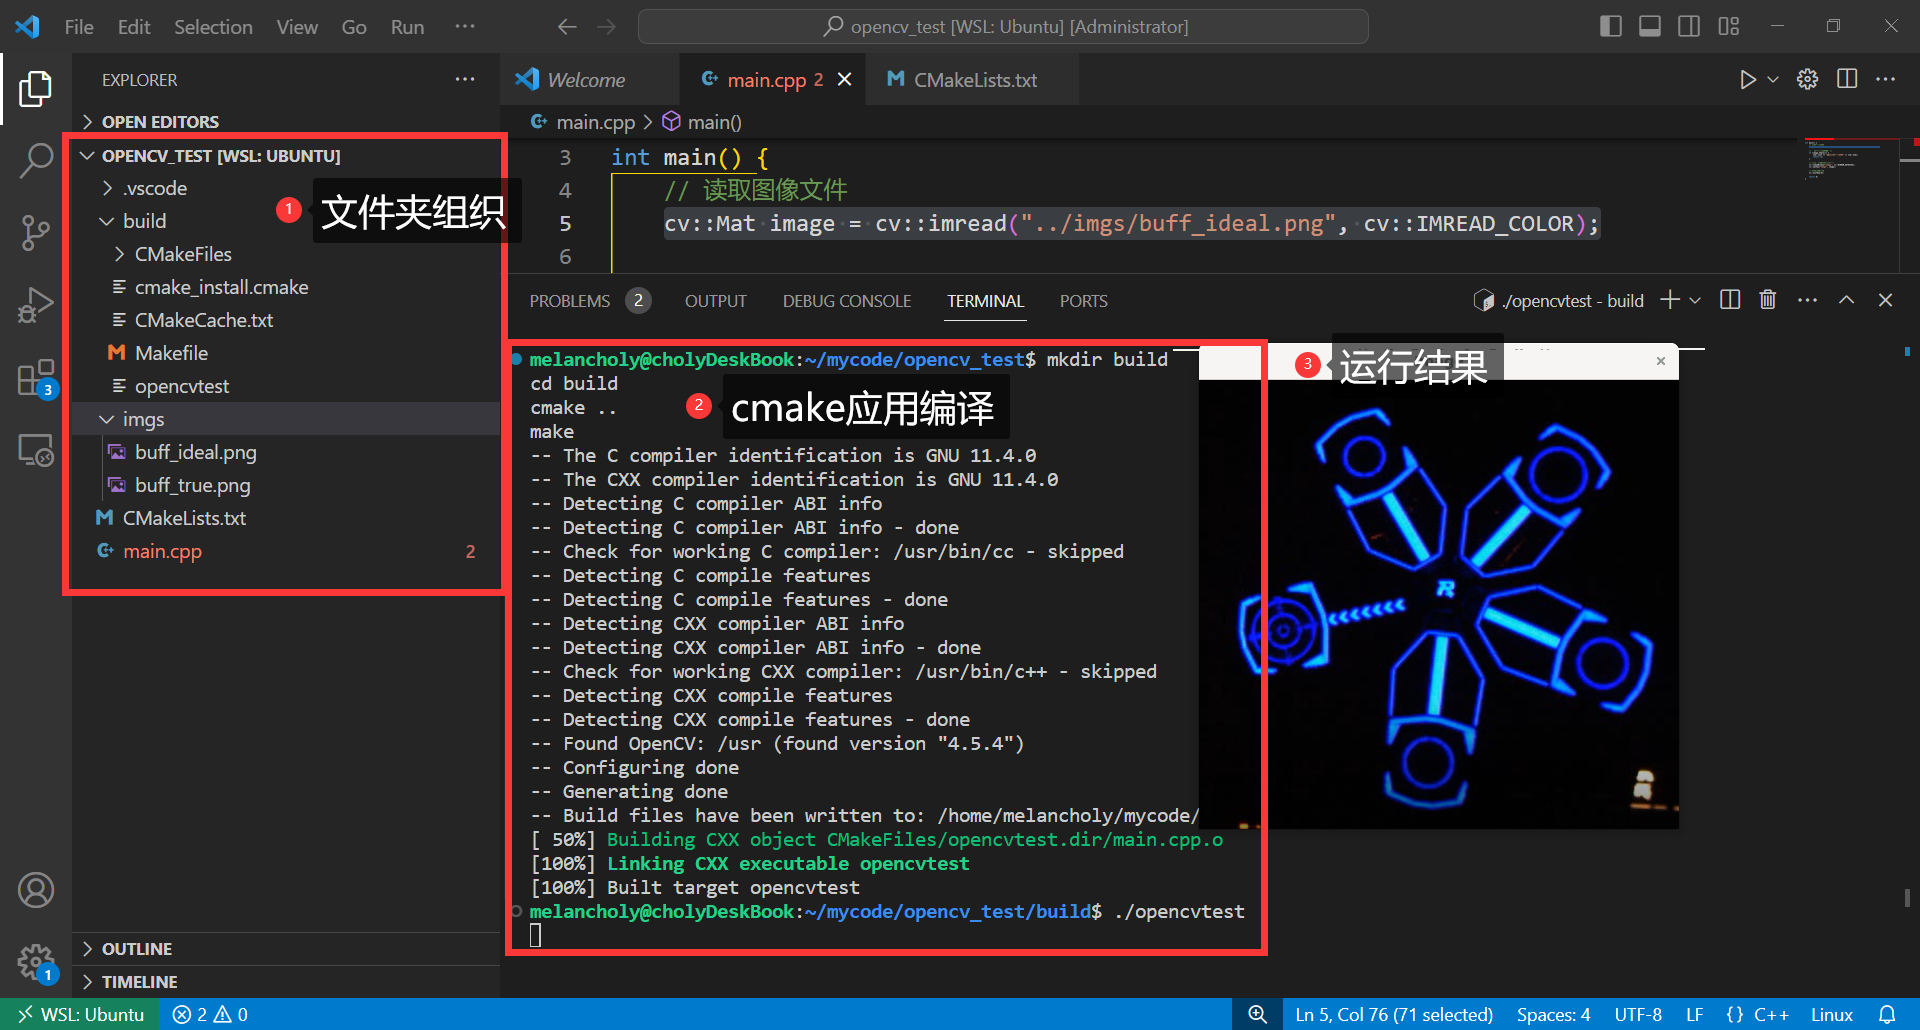 File Edit Selection View Go Run ···
opencv_test [WSL: Ubuntu] [Administrator]
EXPLORER
OPEN EDITORS
OPENCV_TEST [WSL: UBUNTU]
.vscode
build
CMakeFiles
cmake_install.cmake
CMakeCache.txt
Makefile
opencvtest
imgs
buff_ideal.png
buff_true.png
CMakeLists.txt
main.cpp 2
1 文件夹组织
3
1
OUTLINE
TIMELINE
Welcome
main.cpp 2
CMakeLists.txt
main.cpp > main()
3 int main() {
4 // 读取图像文件
5 cv::Mat image = cv::imread("../imgs/buff_ideal.png", cv::IMREAD_COLOR);
6
PROBLEMS 2 OUTPUT DEBUG CONSOLE TERMINAL PORTS
./opencvtest - build
melancholy@cholyDeskBook:~/mycode/opencv_test$ mkdir build
cd build
cmake ..
make
2 cmake应用编译
-- The C compiler identification is GNU 11.4.0
-- The CXX compiler identification is GNU 11.4.0
-- Detecting C compiler ABI info
-- Detecting C compiler ABI info - done
-- Check for working C compiler: /usr/bin/cc - skipped
-- Detecting C compile features
-- Detecting C compile features - done
-- Detecting CXX compiler ABI info
-- Detecting CXX compiler ABI info - done
-- Check for working CXX compiler: /usr/bin/c++ - skipped
-- Detecting CXX compile features
-- Detecting CXX compile features - done
-- Found OpenCV: /usr (found version "4.5.4")
-- Configuring done
-- Generating done
-- Build files have been written to: /home/melancholy/mycode/
[ 50%] Building CXX object CMakeFiles/opencvtest.dir/main.cpp.o
[100%] Linking CXX executable opencvtest
[100%] Built target opencvtest
melancholy@cholyDeskBook:~/mycode/opencv_test/build$ ./opencvtest
3 运行结果
R
WSL: Ubuntu
2 0
Ln 5, Col 76 (71 selected) Spaces: 4 UTF-8 LF {} C++ Linux